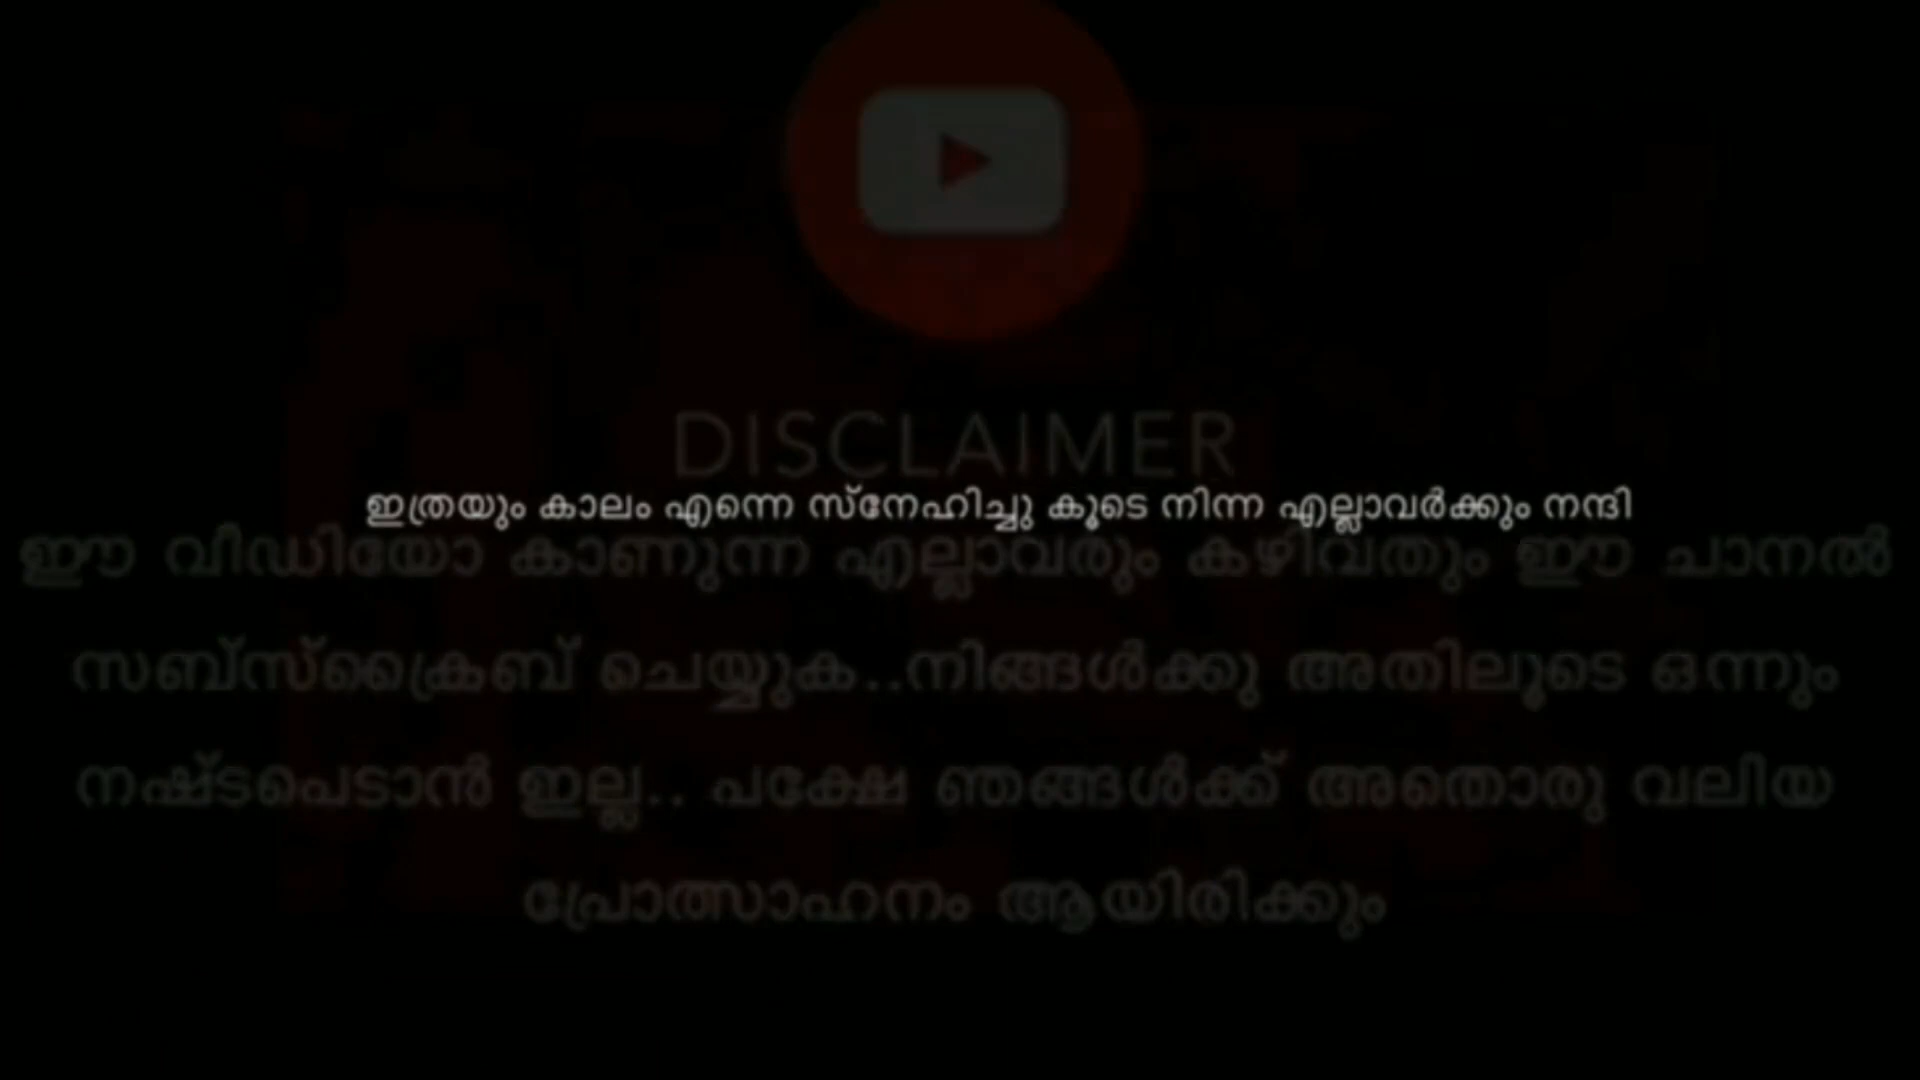 DISCLAIMER
ഇത്രയും കാലം എന്നെ സ്നേഹിച്ചു കൂടെ നിന്ന എല്ലാവർക്കും നന്ദി
ഈ വീഡിയോ കാണുന്ന എല്ലാവരും കഴിവതും ഈ ചാനൽ
സബ്സ്ക്രൈബ് ചെയ്യുക..നിങ്ങൾക്കു അതിലൂടെ ഒന്നും
നഷ്ടപെടാൻ ഇല്ല.. പക്ഷേ ഞങ്ങൾക്ക് അതൊരു വലിയ
പ്രോത്സാഹനം ആയിരിക്കും